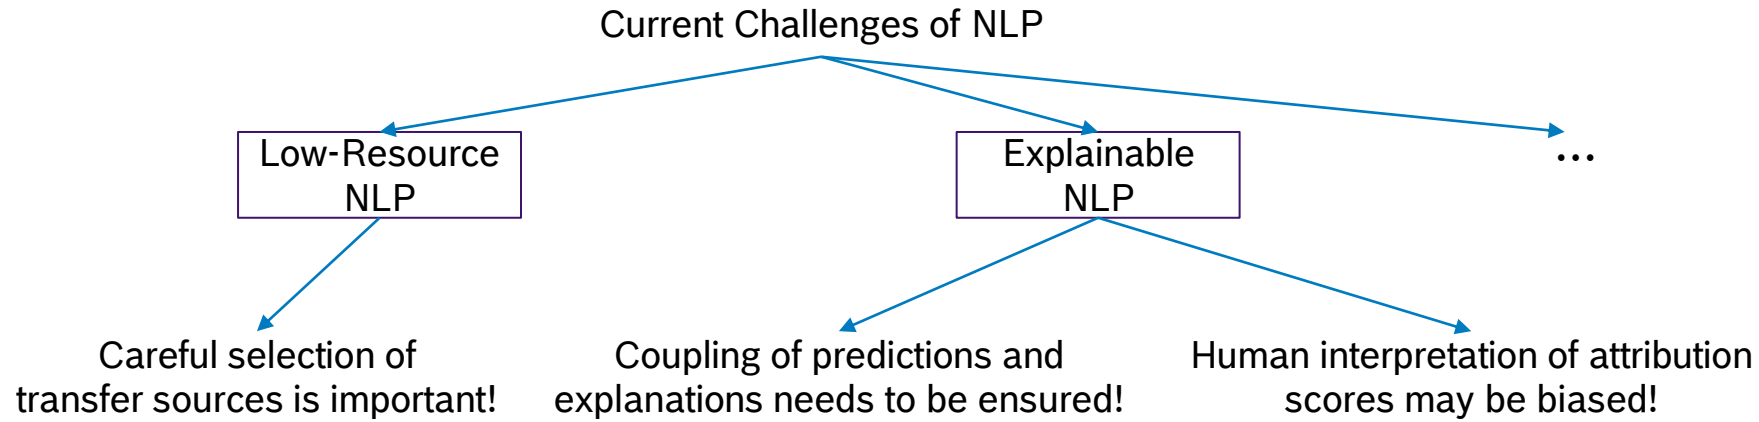 Current Challenges of NLP
Low-Resource
NLP
Explainable
NLP
...
Careful selection of
transfer sources is important!
Coupling of predictions and
explanations needs to be ensured!
Human interpretation of attribution
scores may be biased!